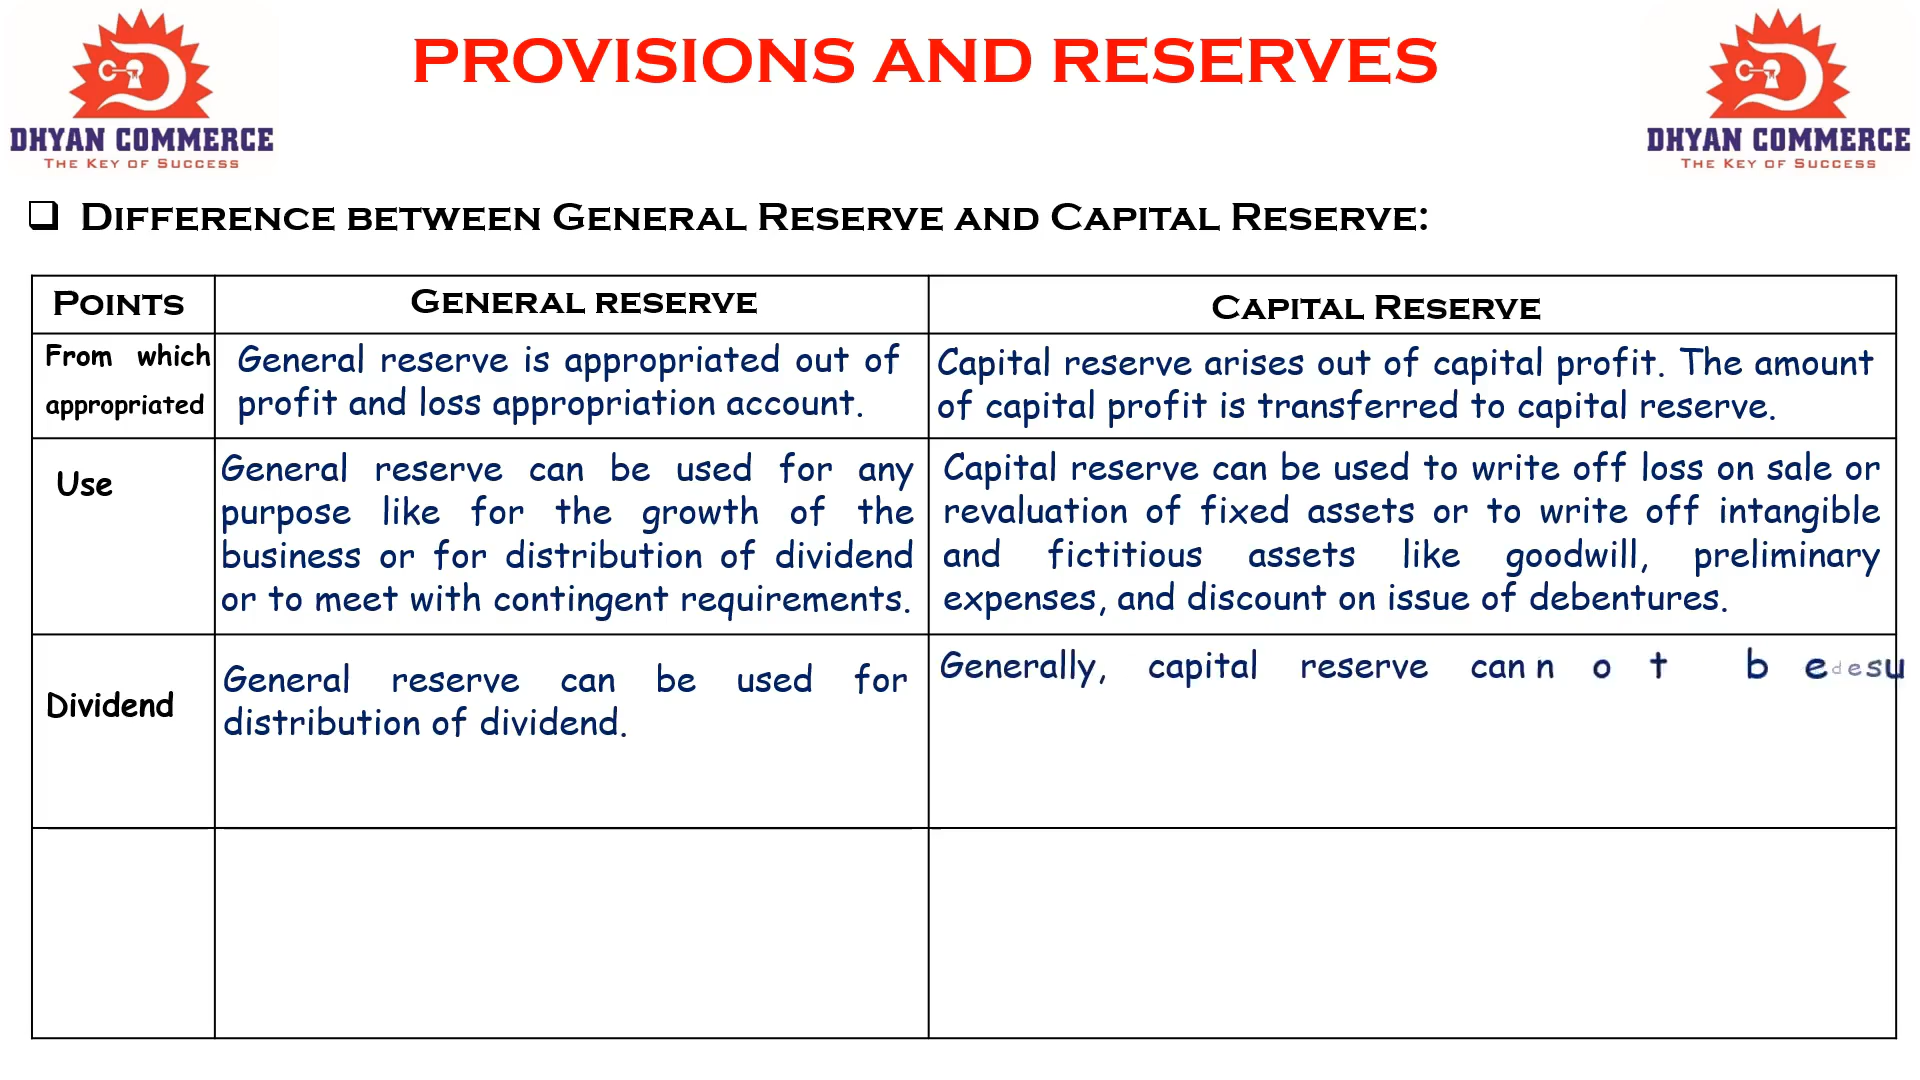 PROVISIONS AND RESERVES
DHYAN COMMERCE
THE KEY OF SUCCESS
DHYAN COMMERCE
THE KEY OF SUCCESS
❑ DIFFERENCE BETWEEN GENERAL RESERVE AND CAPITAL RESERVE:
POINTS
GENERAL RESERVE
CAPITAL RESERVE
From which
appropriated
General reserve is appropriated out of
profit and loss appropriation account.
Capital reserve arises out of capital profit. The amount
of capital profit is transferred to capital reserve.
Use
General reserve can be used for any
purpose like for the growth of the
business or for distribution of dividend
or to meet with contingent requirements.
Capital reserve can be used to write off loss on sale or
revaluation of fixed assets or to write off intangible
and fictitious assets like goodwill, preliminary
expenses, and discount on issue of debentures.
Dividend
General reserve can be used for
distribution of dividend.
Generally, capital reserve cannot be